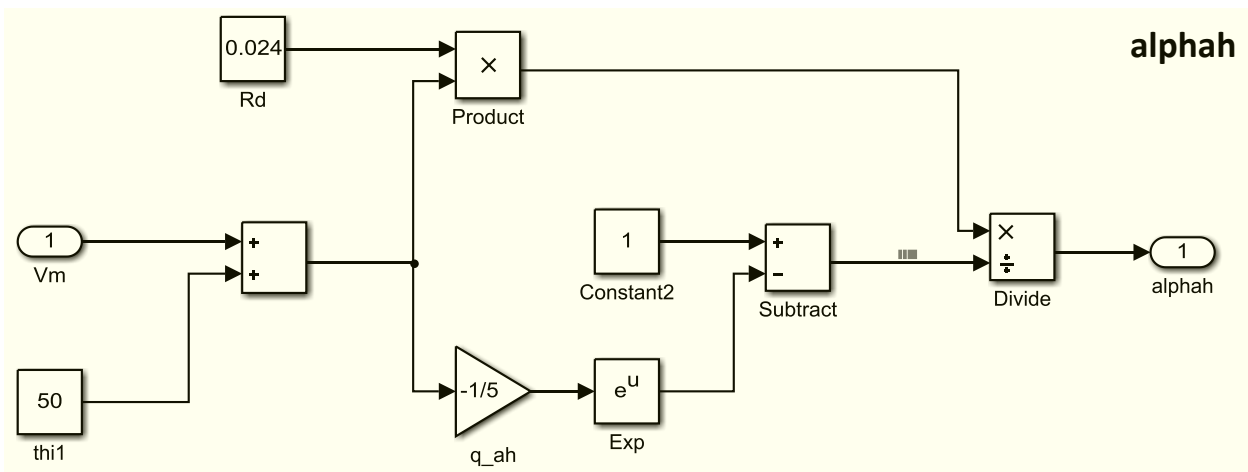 alphah
0.024
Rd
×
Product
1
Vm
+
+
1
Constant2
+
−
Subtract
×
÷
Divide
1
alphah
50
thi1
-1/5
q_ah
e^u
Exp